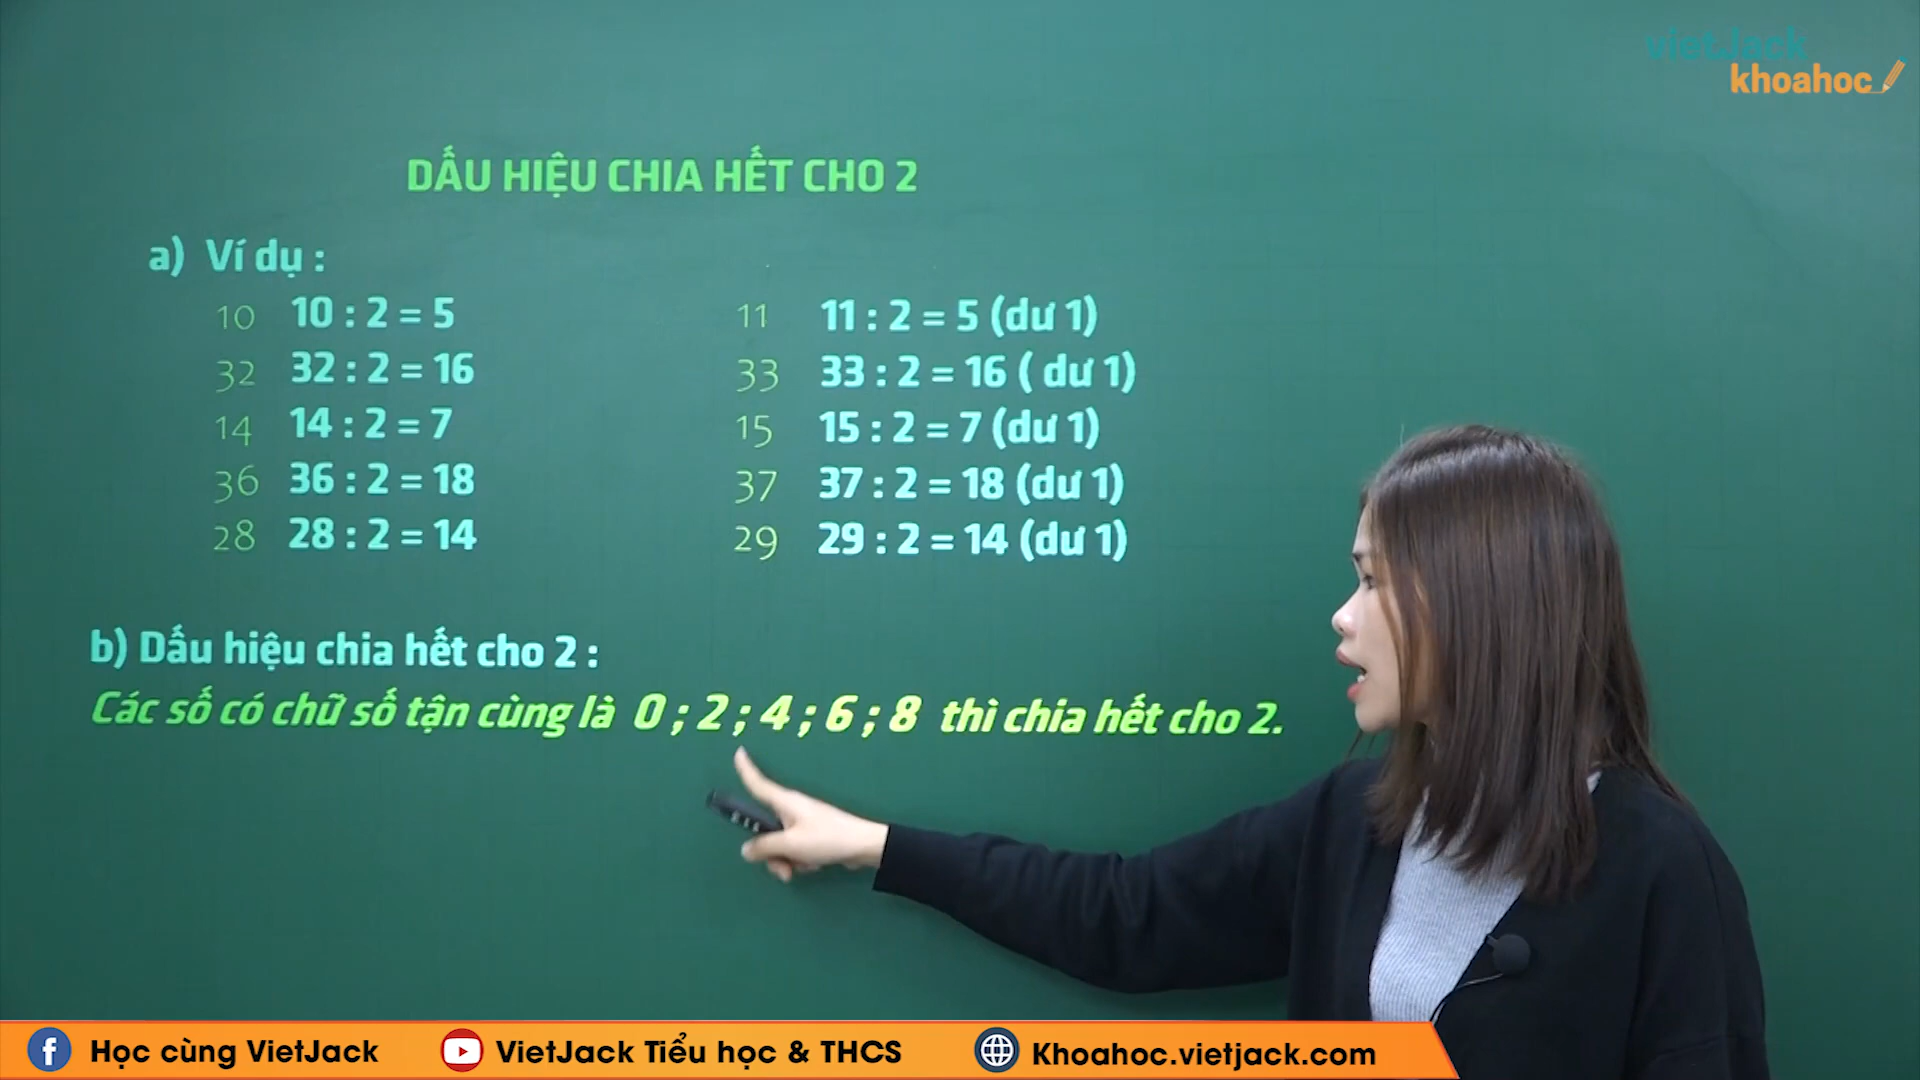 vietJack
khoahoc
DẤU HIỆU CHIA HẾT CHO 2
a) Ví dụ :
10 10 : 2 = 5 11 11 : 2 = 5 (dư 1)
32 32 : 2 = 16 33 33 : 2 = 16 ( dư 1)
14 14 : 2 = 7 15 15 : 2 = 7 (dư 1)
36 36 : 2 = 18 37 37 : 2 = 18 (dư 1)
28 28 : 2 = 14 29 29 : 2 = 14 (dư 1)
b) Dấu hiệu chia hết cho 2 :
Các số có chữ số tận cùng là 0 ; 2 ; 4 ; 6 ; 8 thì chia hết cho 2.
Học cùng VietJack VietJack Tiểu học & THCS Khoahoc.vietjack.com